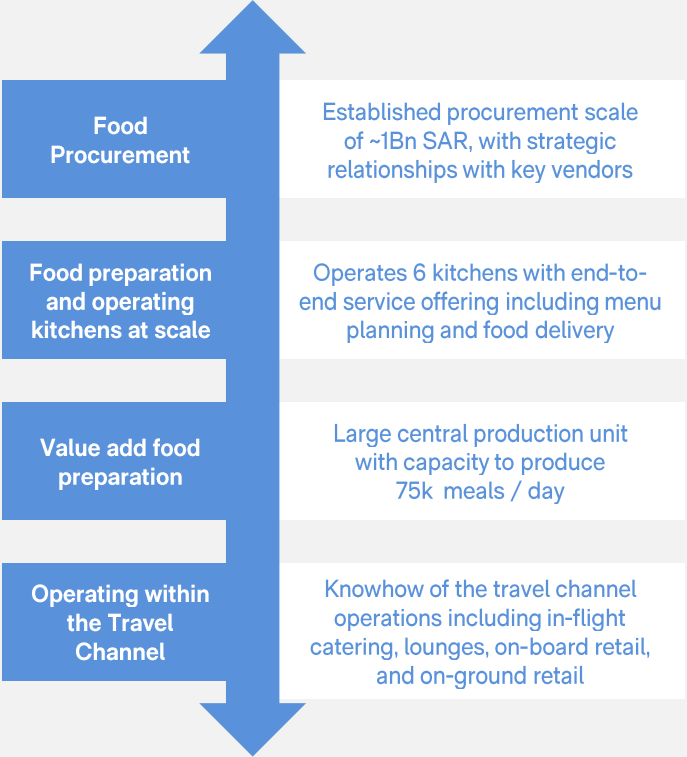 Food
Procurement
Established procurement scale
of ~1Bn SAR, with strategic
relationships with key vendors
Food preparation
and operating
kitchens at scale
Operates 6 kitchens with end-to-
end service offering including menu
planning and food delivery
Value add food
preparation
Large central production unit
with capacity to produce
75k meals / day
Operating within
the Travel
Channel
Knowhow of the travel channel
operations including in-flight
catering, lounges, on-board retail,
and on-ground retail